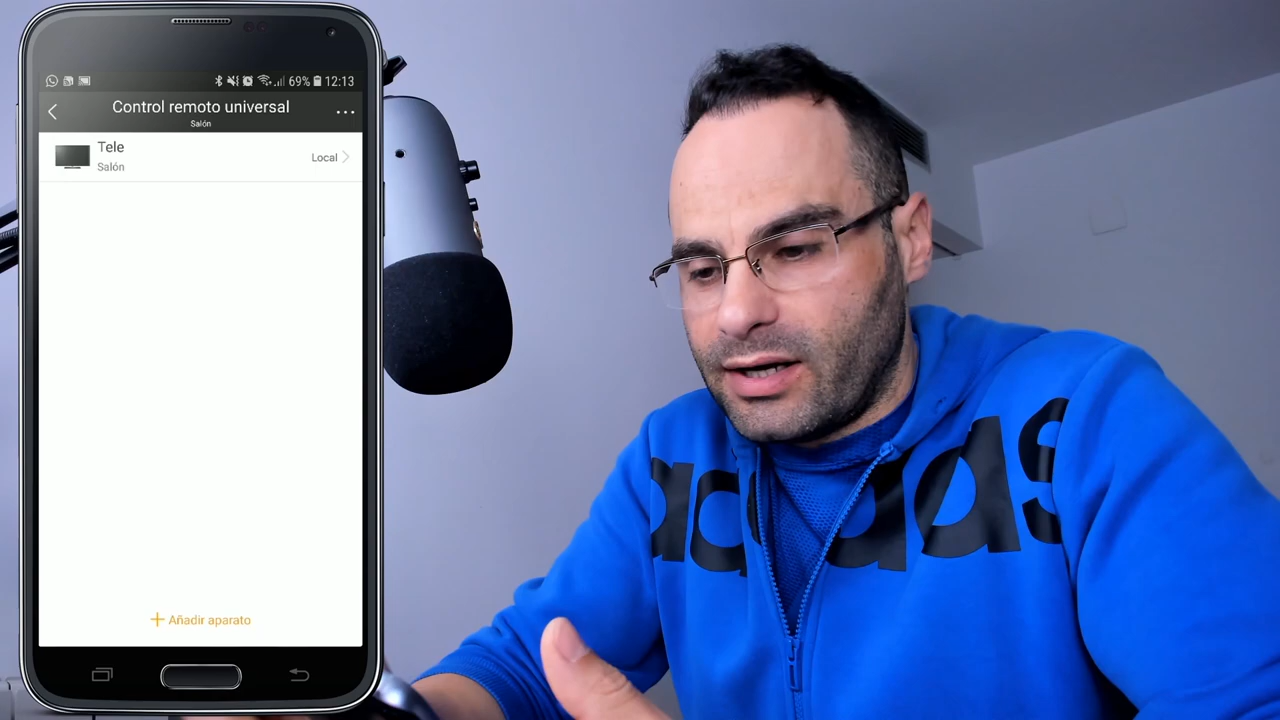 69% 12:13
Control remoto universal
Salón
Tele
Salón
Local
Añadir aparato
adidas